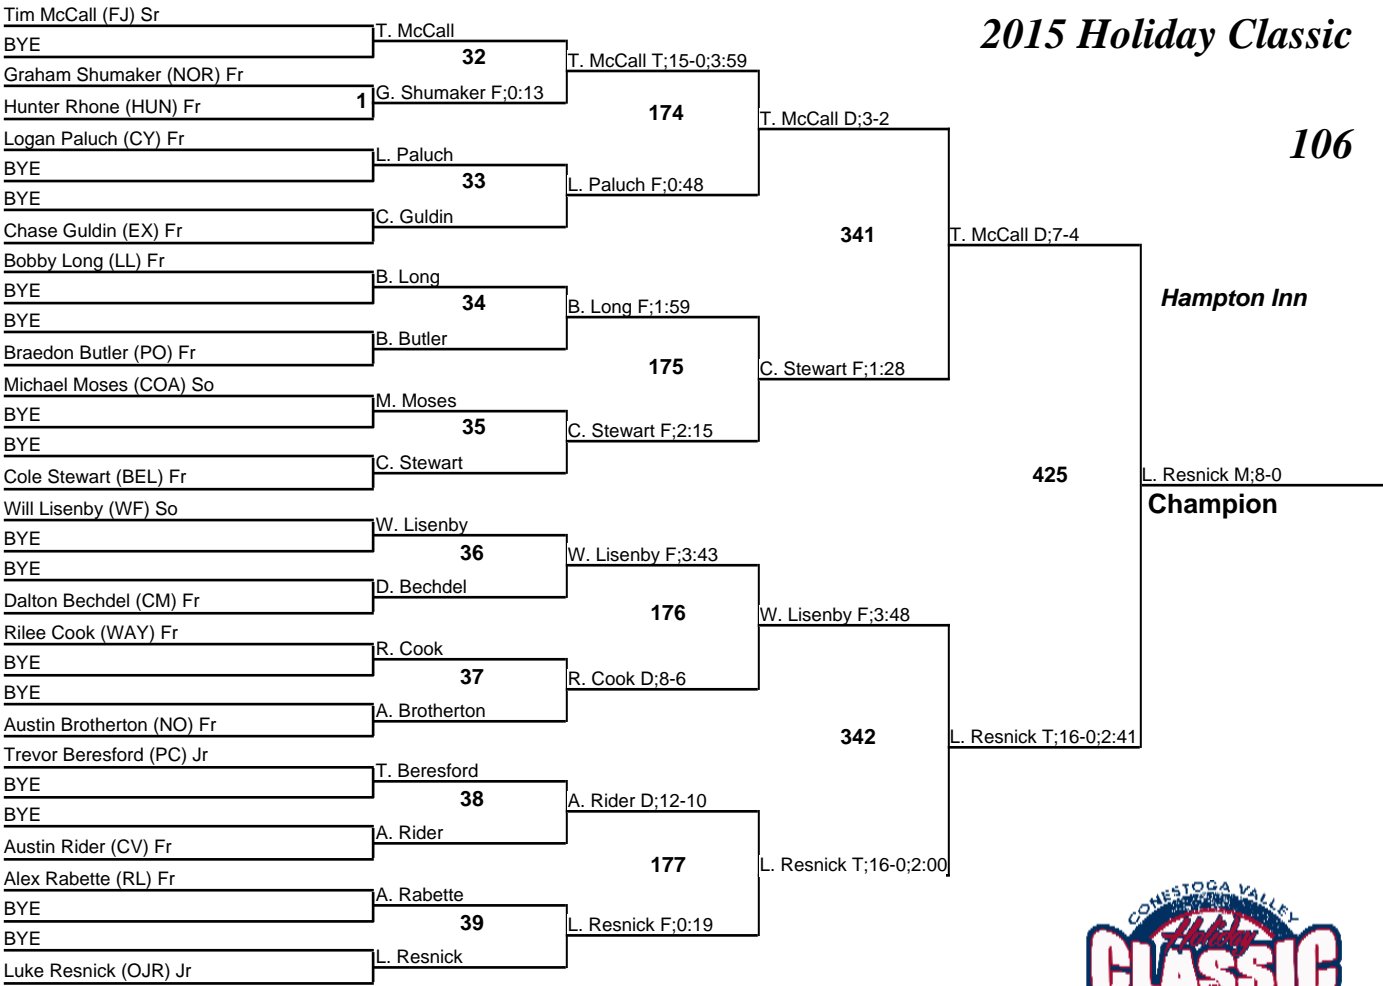 2015 Holiday Classic
106
Hampton Inn
Tim McCall (FJ) Sr
BYE
Graham Shumaker (NOR) Fr
Hunter Rhone (HUN) Fr
Logan Paluch (CY) Fr
BYE
BYE
Chase Guldin (EX) Fr
Bobby Long (LL) Fr
BYE
BYE
Braedon Butler (PO) Fr
Michael Moses (COA) So
BYE
BYE
Cole Stewart (BEL) Fr
Will Lisenby (WF) So
BYE
BYE
Dalton Bechdel (CM) Fr
Rilee Cook (WAY) Fr
BYE
BYE
Austin Brotherton (NO) Fr
Trevor Beresford (PC) Jr
BYE
BYE
Austin Rider (CV) Fr
Alex Rabette (RL) Fr
BYE
BYE
Luke Resnick (OJR) Jr
T. McCall
32
1
G. Shumaker F;0:13
L. Paluch
33
C. Guldin
B. Long
34
B. Butler
M. Moses
35
C. Stewart
W. Lisenby
36
D. Bechdel
R. Cook
37
A. Brotherton
T. Beresford
38
A. Rider
A. Rabette
39
L. Resnick
T. McCall T;15-0;3:59
174
L. Paluch F;0:48
B. Long F;1:59
175
C. Stewart F;2:15
W. Lisenby F;3:43
176
R. Cook D;8-6
A. Rider D;12-10
177
L. Resnick F;0:19
T. McCall D;3-2
341
C. Stewart F;1:28
W. Lisenby F;3:48
342
L. Resnick T;16-0;2:00
T. McCall D;7-4
425
L. Resnick T;16-0;2:41
L. Resnick M;8-0
Champion
CONESTOGA VALLEY
Holiday
CLASSIC